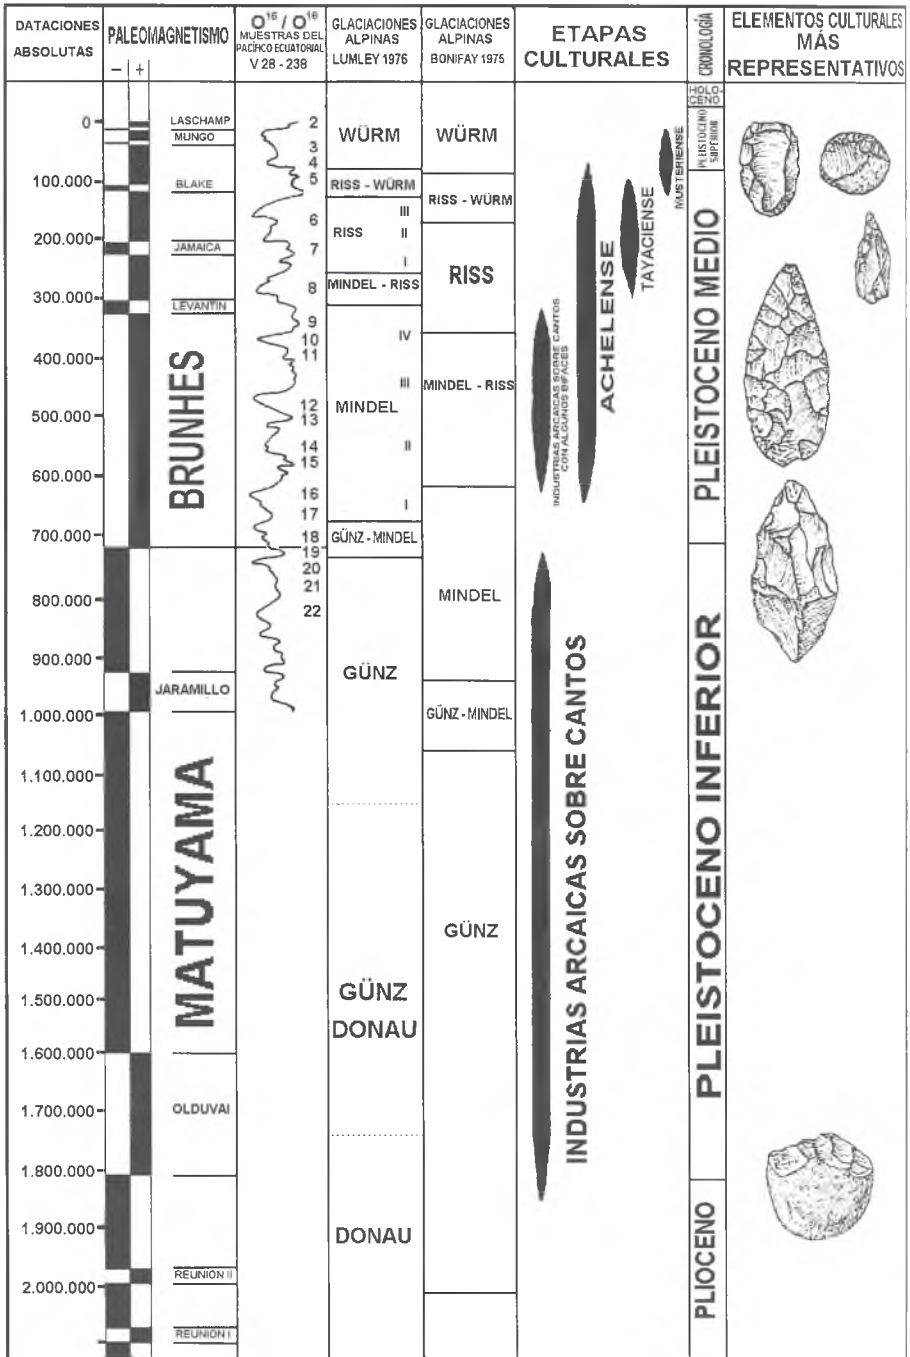 DATACIONES
ABSOLUTAS
PALEOMAGNETISMO
− +
O16 / O18
MUESTRAS DEL
PACÍFICO ECUATORIAL
V 28 - 238
GLACIACIONES
ALPINAS
LUMLEY 1976
GLACIACIONES
ALPINAS
BONIFAY 1975
ETAPAS
CULTURALES
CRONOLOGÍA
ELEMENTOS CULTURALES
MÁS
REPRESENTATIVOS
0
100.000
200.000
300.000
400.000
500.000
600.000
700.000
800.000
900.000
1.000.000
1.100.000
1.200.000
1.300.000
1.400.000
1.500.000
1.600.000
1.700.000
1.800.000
1.900.000
2.000.000
LASCHAMP
MUNGO
BLAKE
JAMAICA
LEVANTIN
BRUNHES
JARAMILLO
MATUYAMA
OLDUVAI
REUNION II
REUNION I
2
3
4
5
6
7
8
9
10
11
12
13
14
15
16
17
18
19
20
21
22
WÜRM
RISS - WÜRM
III
RISS II
I
MINDEL - RISS
IV
III
MINDEL
II
I
GÜNZ - MINDEL
GÜNZ
GÜNZ
DONAU
DONAU
WÜRM
RISS - WÜRM
RISS
MINDEL - RISS
MINDEL
GÜNZ - MINDEL
GÜNZ
INDUSTRIAS ARCAICAS SOBRE CANTOS
CON ALGUNOS BIFACES
ACHELENSE
TAYACIENSE
MUSTERIENSE
INDUSTRIAS ARCAICAS SOBRE CANTOS
HOLO-
CENO
PLEISTOCENO
SUPERIOR
PLEISTOCENO MEDIO
PLEISTOCENO INFERIOR
PLIOCENO